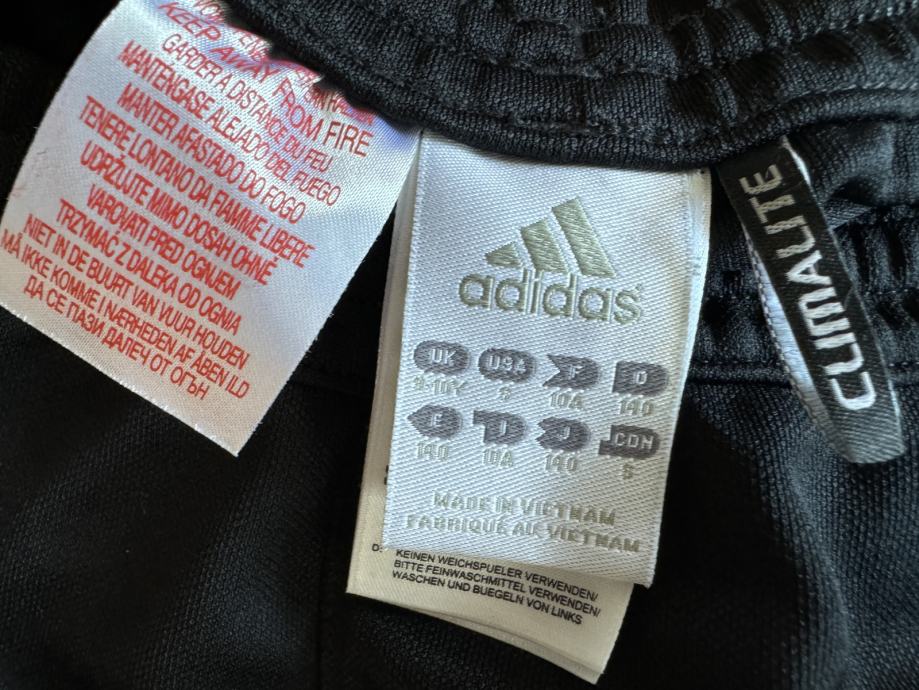 KEEP AWAY FROM FIRE
GARDER A DISTANCE DU FEU
MANTENGASE ALEJADO DEL FUEGO
MANTER AFASTADO DO FOGO
TENERE LONTANO DA FIAMME LIBERE
UDRŽUJTE MIMO DOSAH OHNĚ
VAROVATI PRED OGNJEM
TRZYMAĆ Z DALEKA OD OGNIA
NIET IN DE BUURT VAN VUUR HOUDEN
MÅ IKKE KOMME I NÆRHEDEN AF ÅBEN ILD
ДА СЕ ПАЗИ ДАЛЕЧ ОТ ОГЪН
adidas
UK USA F D
9-10Y S 10A 140
E I J CDN
140 10A 140 S
MADE IN VIETNAM
FABRIQUÉ AU VIETNAM
D:
KEINEN WEICHSPUELER VERWENDEN/
BITTE FEINWASCHMITTEL VERWENDEN/
WASCHEN UND BUEGELN VON LINKS
CLIMALITE